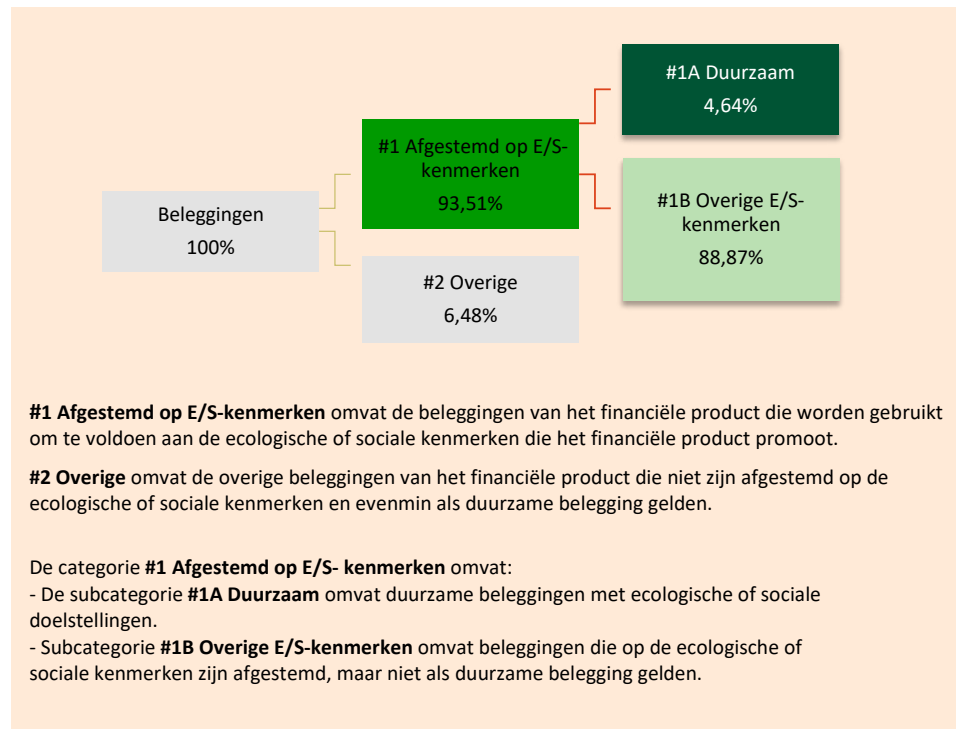 #1A Duurzaam
4,64%
#1 Afgestemd op E/S-
kenmerken
93,51%
#1B Overige E/S-
kenmerken
88,87%
Beleggingen
100%
#2 Overige
6,48%
#1 Afgestemd op E/S-kenmerken omvat de beleggingen van het financiële product die worden gebruikt
om te voldoen aan de ecologische of sociale kenmerken die het financiële product promoot.
#2 Overige omvat de overige beleggingen van het financiële product die niet zijn afgestemd op de
ecologische of sociale kenmerken en evenmin als duurzame belegging gelden.
De categorie #1 Afgestemd op E/S- kenmerken omvat:
- De subcategorie #1A Duurzaam omvat duurzame beleggingen met ecologische of sociale
doelstellingen.
- Subcategorie #1B Overige E/S-kenmerken omvat beleggingen die op de ecologische of
sociale kenmerken zijn afgestemd, maar niet als duurzame belegging gelden.